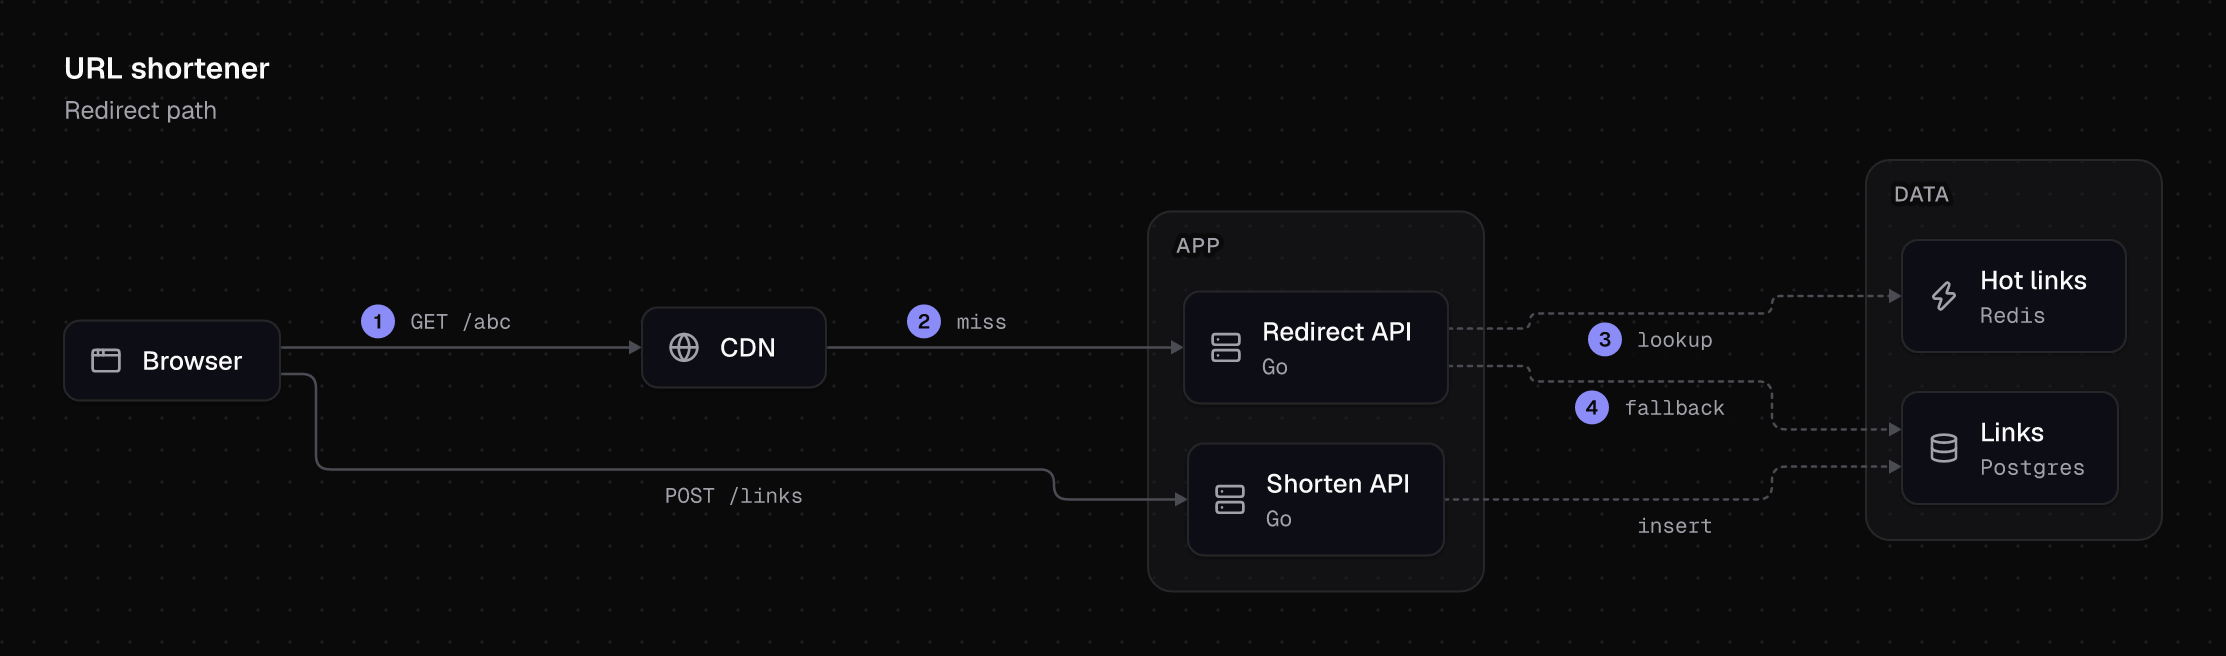 URL shortener
Redirect path
DATA
APP
Hot links
Redis
1 GET /abc
2 miss
Redirect API
Go
3 lookup
Browser
CDN
4 fallback
Links
Postgres
Shorten API
Go
POST /links
insert